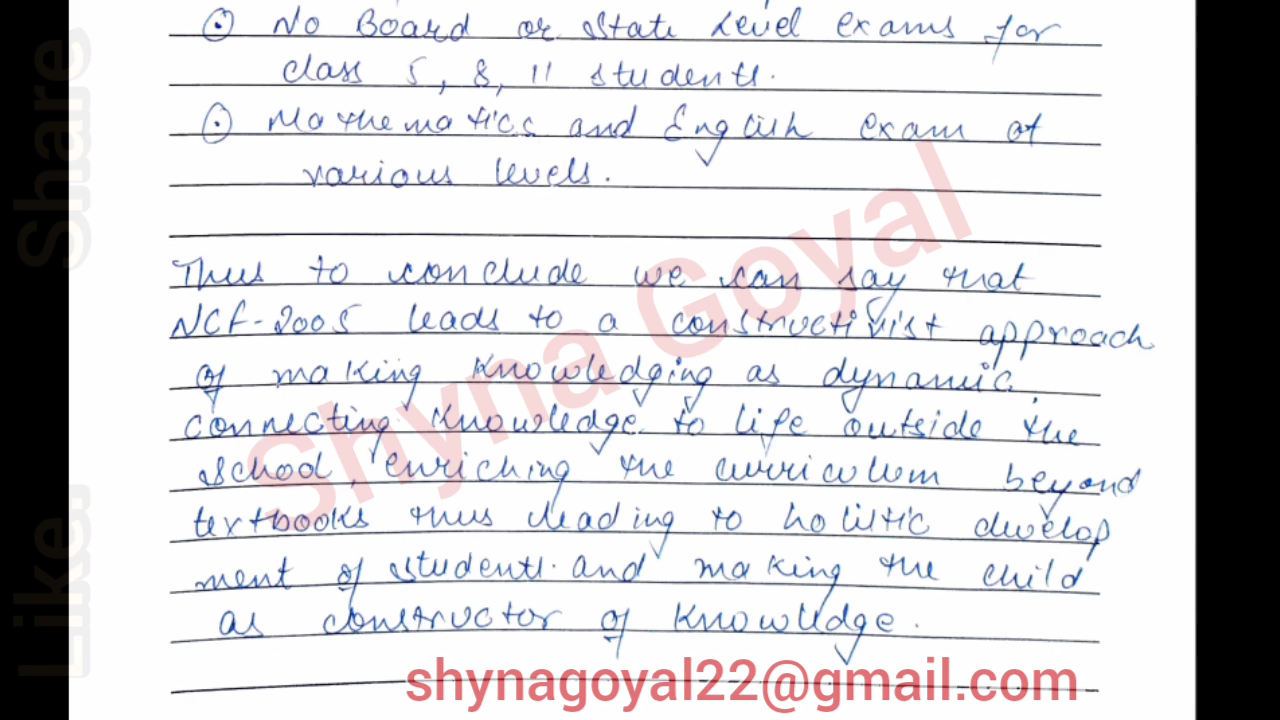 ⊙ No Board or State Level exams for
class 5, 8, 11 students.
⊙ Mathematics and English exam at
various levels.
Thus to conclude we can say that
NCF-2005 leads to a constructivist approach
of making knowledging as dynamic,
connecting knowledge to life outside the
school, enriching the curriculum beyond
textbooks thus leading to holistic develop
ment of students. and making the child
as constructor of knowledge.
Shyna Goyal
shynagoyal22@gmail.com
Share
Like